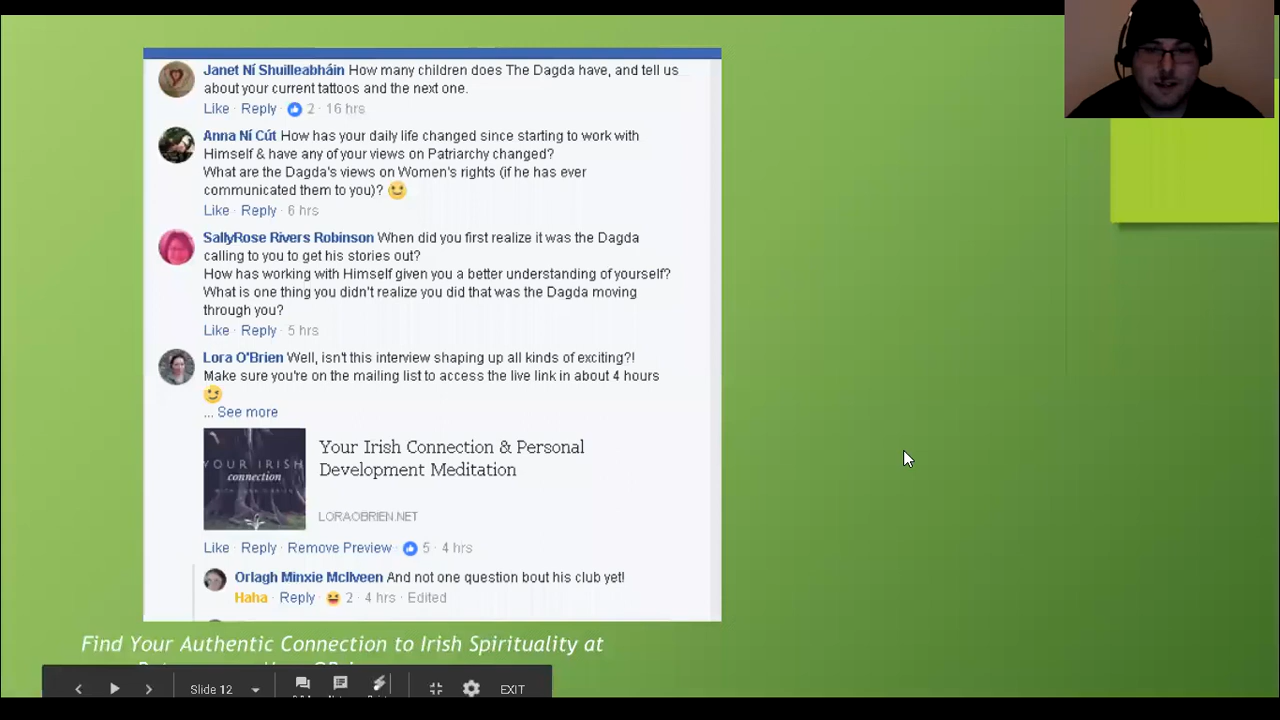 Janet Ní Shuilleabháin How many children does The Dagda have, and tell us
about your current tattoos and the next one.
Like · Reply · 2 · 16 hrs
Anna Ní Cút How has your daily life changed since starting to work with
Himself & have any of your views on Patriarchy changed?
What are the Dagda's views on Women's rights (if he has ever
communicated them to you)?
Like · Reply · 6 hrs
SallyRose Rivers Robinson When did you first realize it was the Dagda
calling to you to get his stories out?
How has working with Himself given you a better understanding of yourself?
What is one thing you didn't realize you did that was the Dagda moving
through you?
Like · Reply · 5 hrs
Lora O'Brien Well, isn't this interview shaping up all kinds of exciting?!
Make sure you're on the mailing list to access the live link in about 4 hours
... See more
YOUR IRISH
connection
Your Irish Connection & Personal
Development Meditation
LORAOBRIEN.NET
Like · Reply · Remove Preview · 5 · 4 hrs
Orlagh Minxie McIlveen And not one question bout his club yet!
Haha · Reply · 2 · 4 hrs · Edited
Find Your Authentic Connection to Irish Spirituality at
Slide 12
EXIT